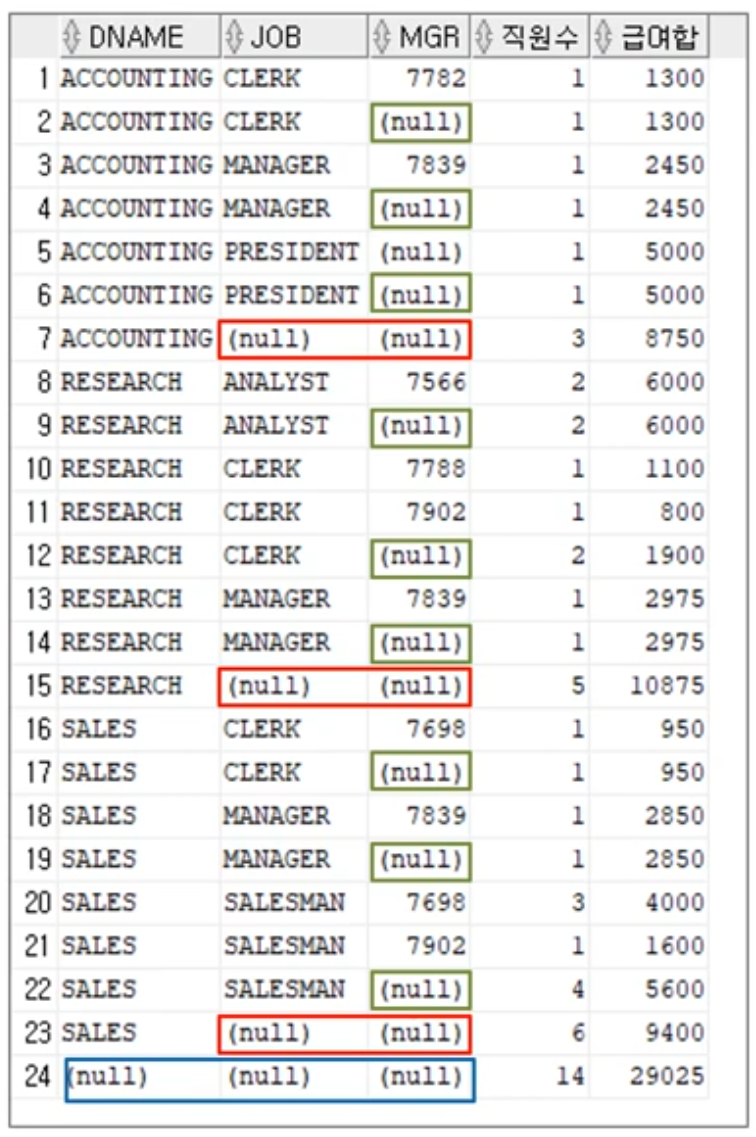 DNAME JOB MGR 직원수 급여합
1 ACCOUNTING CLERK 7782 1 1300
2 ACCOUNTING CLERK (null) 1 1300
3 ACCOUNTING MANAGER 7839 1 2450
4 ACCOUNTING MANAGER (null) 1 2450
5 ACCOUNTING PRESIDENT (null) 1 5000
6 ACCOUNTING PRESIDENT (null) 1 5000
7 ACCOUNTING (null) (null) 3 8750
8 RESEARCH ANALYST 7566 2 6000
9 RESEARCH ANALYST (null) 2 6000
10 RESEARCH CLERK 7788 1 1100
11 RESEARCH CLERK 7902 1 800
12 RESEARCH CLERK (null) 2 1900
13 RESEARCH MANAGER 7839 1 2975
14 RESEARCH MANAGER (null) 1 2975
15 RESEARCH (null) (null) 5 10875
16 SALES CLERK 7698 1 950
17 SALES CLERK (null) 1 950
18 SALES MANAGER 7839 1 2850
19 SALES MANAGER (null) 1 2850
20 SALES SALESMAN 7698 3 4000
21 SALES SALESMAN 7902 1 1600
22 SALES SALESMAN (null) 4 5600
23 SALES (null) (null) 6 9400
24 (null) (null) (null) 14 29025